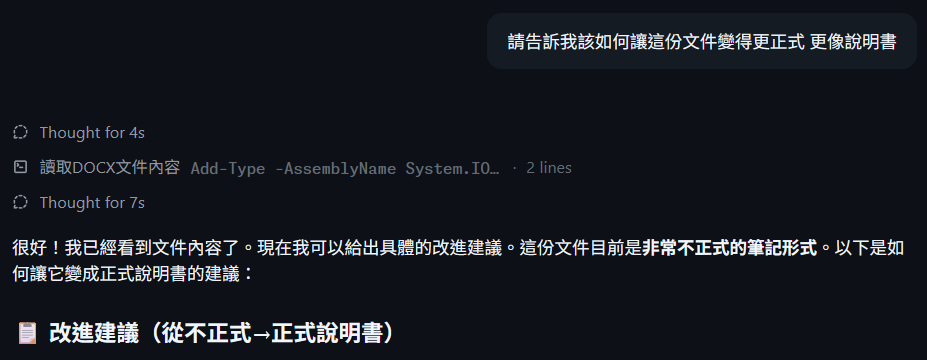 請告訴我該如何讓這份文件變得更正式 更像說明書
Thought for 4s
讀取DOCX文件內容 Add-Type -AssemblyName System.IO… · 2 lines
Thought for 7s
很好！我已經看到文件內容了。現在我可以給出具體的改進建議。這份文件目前是非常不正式的筆記形式。以下是如
何讓它變成正式說明書的建議：
📋 改進建議（從不正式→正式說明書）